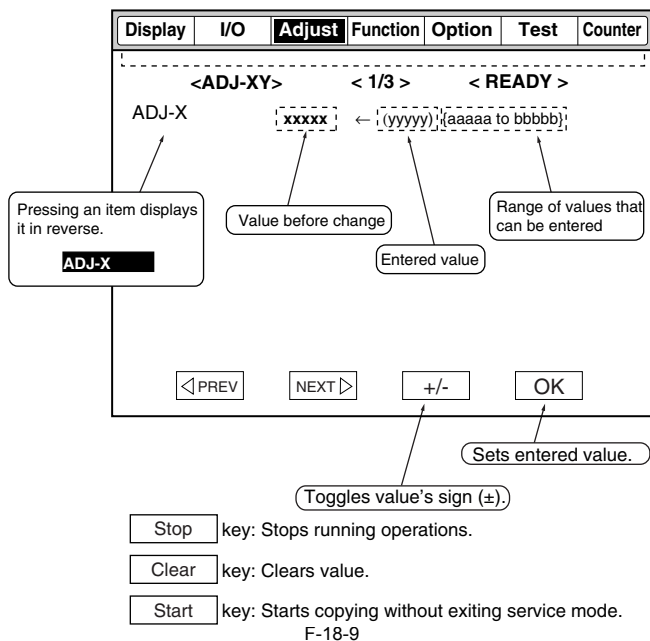 Display I/O Adjust Function Option Test Counter
<ADJ-XY> < 1/3 > < READY >
ADJ-X xxxxx ← (yyyyy) {aaaaa to bbbbb}
Pressing an item displays
it in reverse.
ADJ-X
Value before change
Entered value
Range of values that
can be entered
PREV NEXT +/- OK
Sets entered value.
Toggles value's sign (±).
Stop key: Stops running operations.
Clear key: Clears value.
Start key: Starts copying without exiting service mode.
F-18-9